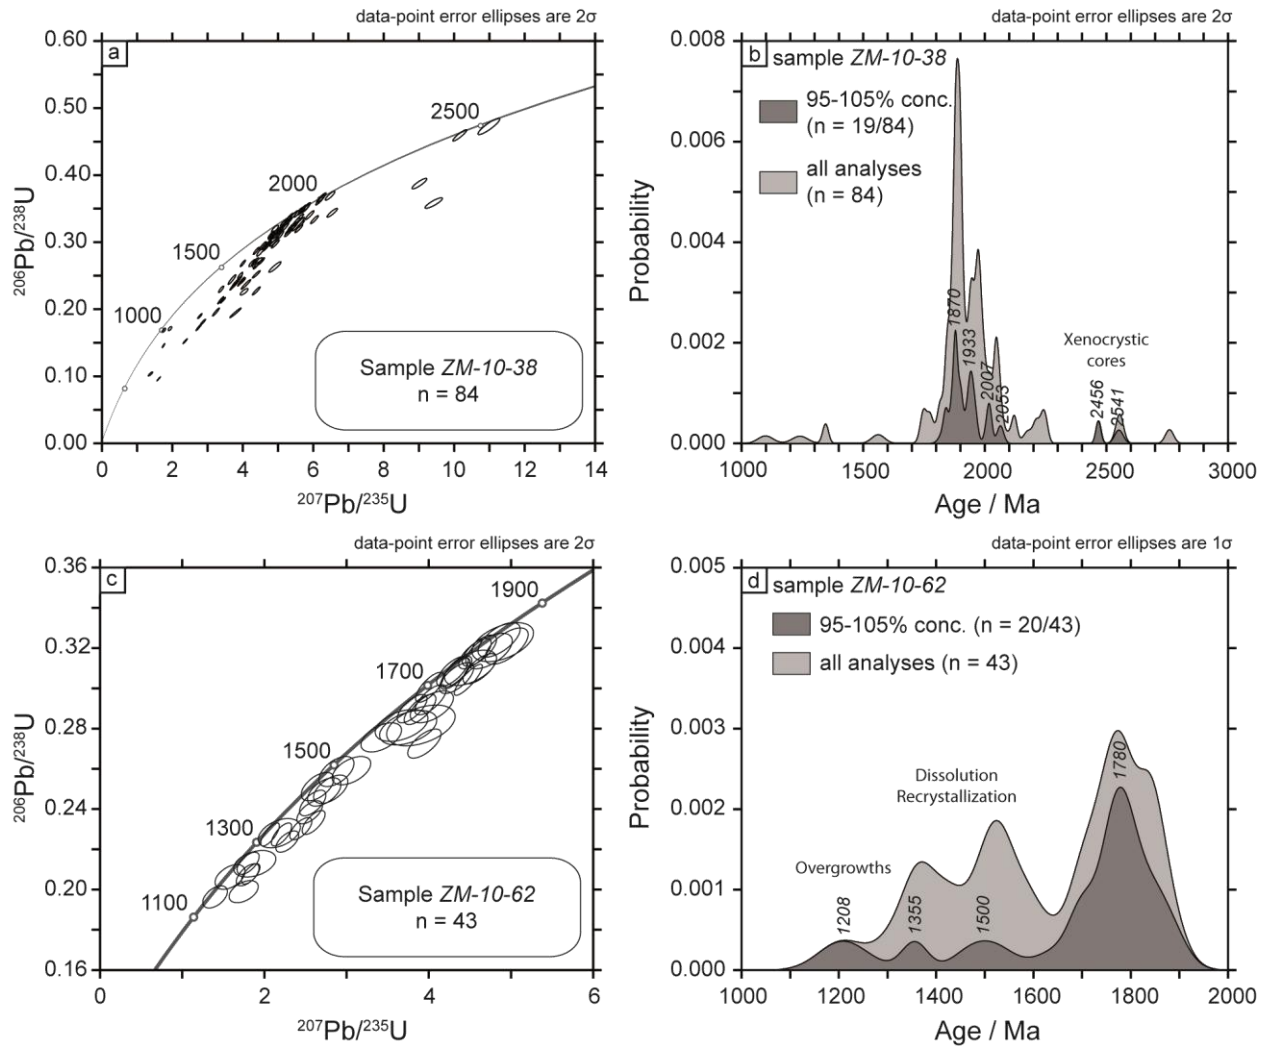 data-point error ellipses are 2σ
a
0.60
0.50
0.40
0.30
0.20
0.10
0.00
²⁰⁶Pb/²³⁸U
2500
2000
1500
1000
Sample ZM-10-38
n = 84
0 2 4 6 8 10 12 14
²⁰⁷Pb/²³⁵U
data-point error ellipses are 2σ
b sample ZM-10-38
0.008
0.006
0.004
0.002
0.000
Probability
95-105% conc.
(n = 19/84)
all analyses
(n = 84)
1870
1933
2007
2053
Xenocrystic
cores
2456
2541
1000 1500 2000 2500 3000
Age / Ma
data-point error ellipses are 2σ
c
0.36
0.32
0.28
0.24
0.20
0.16
²⁰⁶Pb/²³⁸U
1900
1700
1500
1300
1100
Sample ZM-10-62
n = 43
0 2 4 6
²⁰⁷Pb/²³⁵U
data-point error ellipses are 1σ
d sample ZM-10-62
0.005
0.004
0.003
0.002
0.001
0.000
Probability
95-105% conc. (n = 20/43)
all analyses (n = 43)
Dissolution
Recrystallization
Overgrowths
1208
1355
1500
1780
1000 1200 1400 1600 1800 2000
Age / Ma